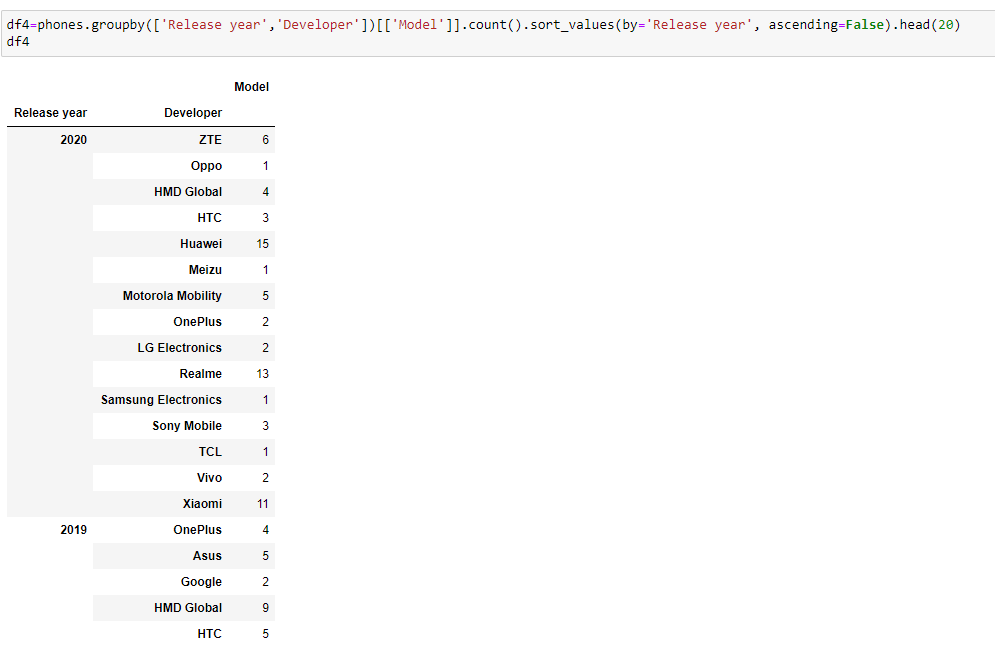 df4=phones.groupby(['Release year','Developer'])[['Model']].count().sort_values(by='Release year', ascending=False).head(20)
df4
Model
Release year Developer
2020 ZTE 6
Oppo 1
HMD Global 4
HTC 3
Huawei 15
Meizu 1
Motorola Mobility 5
OnePlus 2
LG Electronics 2
Realme 13
Samsung Electronics 1
Sony Mobile 3
TCL 1
Vivo 2
Xiaomi 11
2019 OnePlus 4
Asus 5
Google 2
HMD Global 9
HTC 5